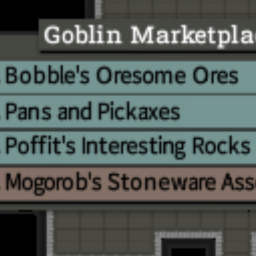 Goblin Marketpla
Bobble's Oresome Ores
Pans and Pickaxes
Poffit's Interesting Rocks
Mogorob's Stoneware Ass